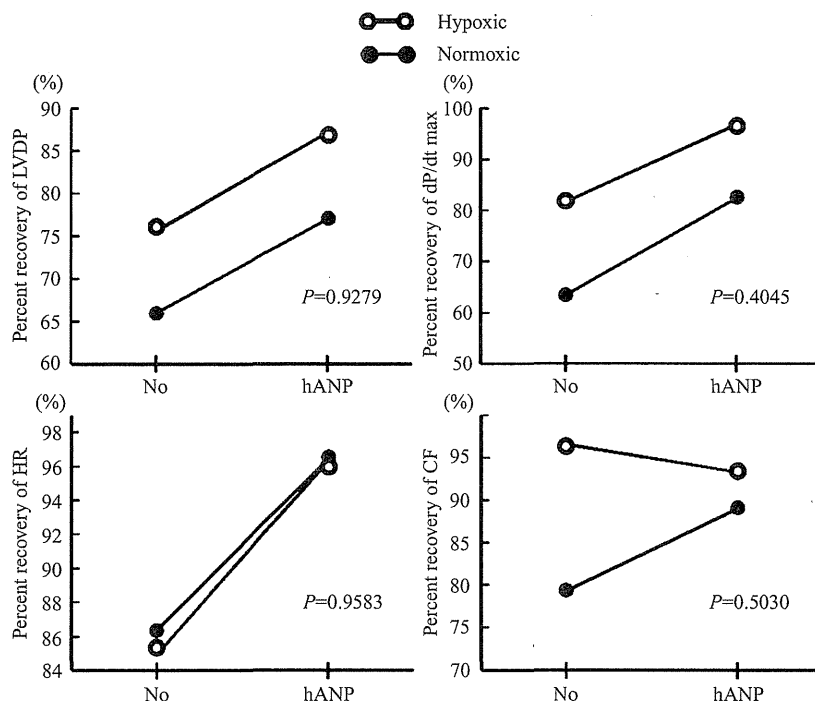 Hypoxic
Normoxic
(%)
Percent recovery of LVDP
90
85
80
75
70
65
60
No
hANP
P=0.9279
(%)
Percent recovery of dP/dt max
100
90
80
70
60
50
No
hANP
P=0.4045
(%)
Percent recovery of HR
98
96
94
92
90
88
86
84
No
hANP
P=0.9583
(%)
Percent recovery of CF
95
90
85
80
75
70
No
hANP
P=0.5030